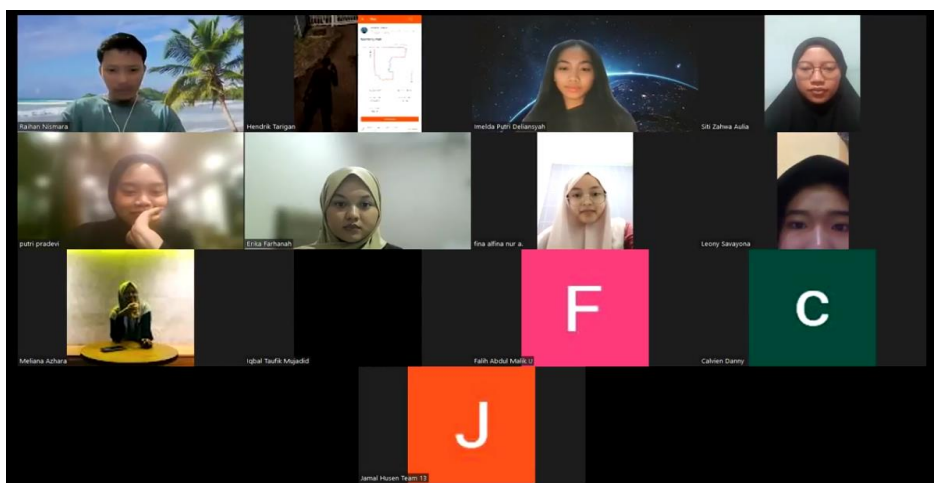 Raihan Nismara
Hendrik Tarigan
Imelda Putri Deliansyah
Siti Zahwa Aulia
putri pradevi
Erika Farhanah
fina alfina nur a.
Leony Savayona
Meliana Azhara
Iqbal Taufik Mujadid
F
Falih Abdul Malik U
C
Calvien Danny
J
Jamal Husen Team 13